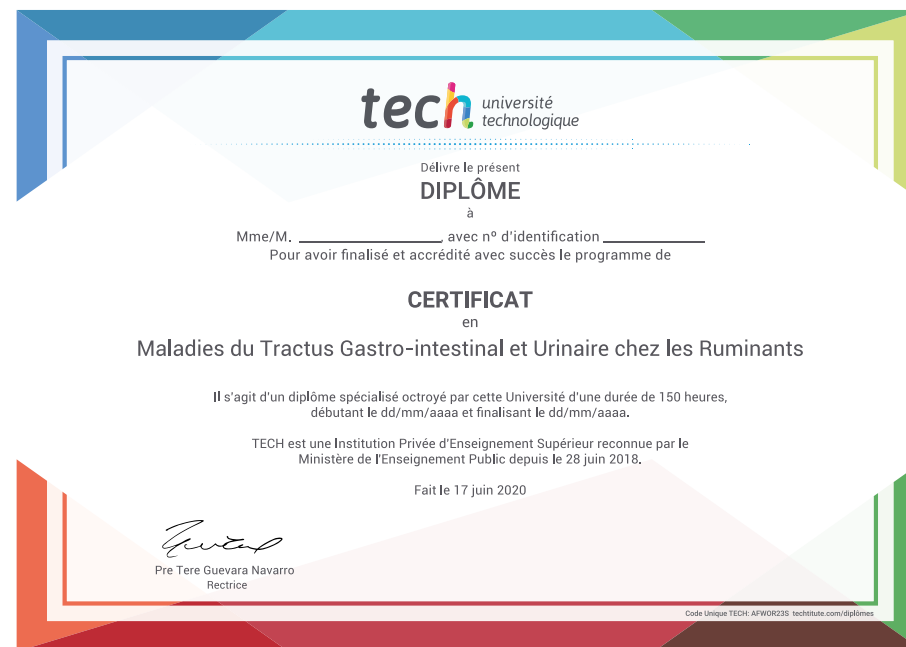 tech université
technologique
Délivre le présent
DIPLÔME
à
Mme/M. ____________________, avec nº d'identification ______________
Pour avoir finalisé et accrédité avec succès le programme de
CERTIFICAT
en
Maladies du Tractus Gastro-intestinal et Urinaire chez les Ruminants
Il s'agit d'un diplôme spécialisé octroyé par cette Université d'une durée de 150 heures,
débutant le dd/mm/aaaa et finalisant le dd/mm/aaaa.
TECH est une Institution Privée d'Enseignement Supérieur reconnue par le
Ministère de l'Enseignement Public depuis le 28 juin 2018.
Fait le 17 juin 2020
Pre Tere Guevara Navarro
Rectrice
Code Unique TECH: AFWOR23S techtitute.com/diplômes